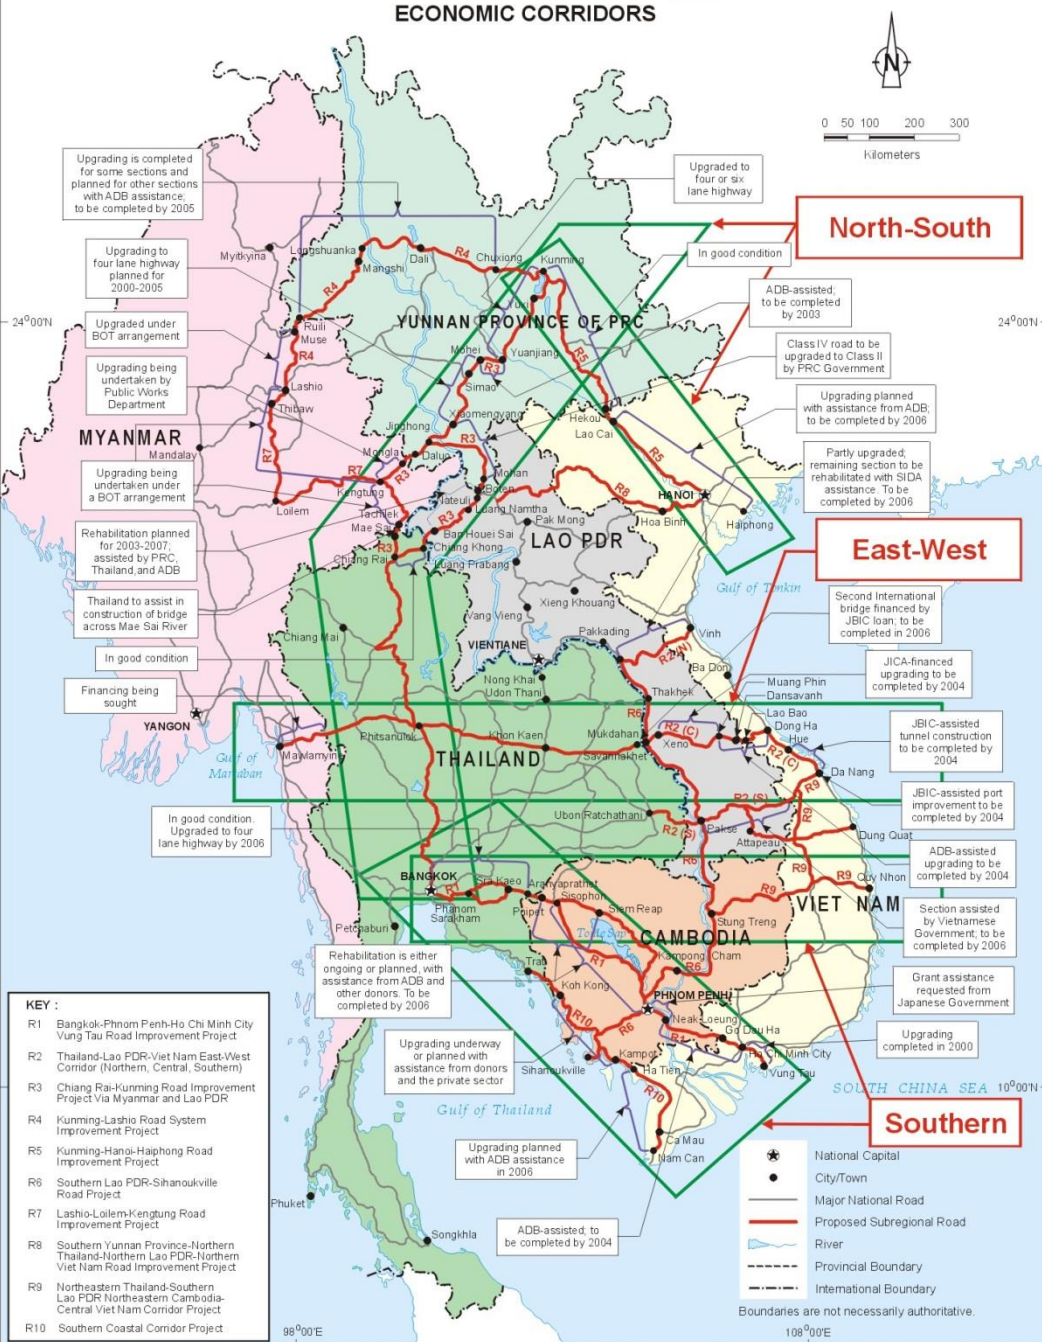 ECONOMIC CORRIDORS
N
0 50 100 200 300
Kilometers
Upgrading is completed
for some sections and
planned for other sections
with ADB assistance;
to be completed by 2005
Upgraded to
four or six
lane highway
North-South
In good condition
Upgrading to
four lane highway
planned for
2000-2005
ADB-assisted;
to be completed
by 2003
Upgraded under
BOT arrangement
Class IV road to be
upgraded to Class II
by PRC Government
Upgrading being
undertaken by
Public Works
Department
Upgrading planned
with assistance from ADB;
to be completed by 2006
Partly upgraded;
remaining section to be
rehabilitated with SIDA
assistance. To be
completed by 2006
Upgrading being
undertaken under
a BOT arrangement
Rehabilitation planned
for 2003-2007;
assisted by PRC,
Thailand,and ADB
East-West
Thailand to assist in
construction of bridge
across Mae Sai River
Second International
bridge financed by
JBIC loan; to be
completed in 2006
In good condition
JICA-financed
upgrading to be
completed by 2004
Financing being
sought
JBIC-assisted
tunnel construction
to be completed by
2004
JBIC-assisted port
improvement to be
completed by 2004
In good condition.
Upgraded to four
lane highway by 2006
ADB-assisted
upgrading to be
completed by 2004
Section assisted
by Vietnamese
Government; to be
completed by 2006
Rehabilitation is either
ongoing or planned, with
assistance from ADB and
other donors. To be
completed by 2006
Grant assistance
requested from
Japanese Government
Upgrading underway
or planned with
assistance from donors
and the private sector
Upgrading
completed in 2000
Southern
Upgrading planned
with ADB assistance
in 2006
ADB-assisted; to
be completed by 2004
24°00'N
24°00'N
10°00'N
98°00'E
108°00'E
YUNNAN PROVINCE OF PRC
MYANMAR
LAO PDR
THAILAND
CAMBODIA
VIET NAM
Gulf of Tonkin
Gulf of
Martaban
Gulf of Thailand
SOUTH CHINA SEA
Tonle Sap
Myitkyina
Longshuanka
Mangshi
Dali
R4
Chuxiong
Kunming
R4
Yuxi
Ruili
Muse
R4
Mohei
Yuanjiang
R3
R5
Simao
Lashio
Thibaw
Xiaomengyang
Hekou
Lao Cai
Jinghong
R3
Mandalay
Mongla
Daluo
R5
R7
R7
R3
Mohan
Boten
Kengtung
Nateuli
R8
HANOI
Loilem
Luang Namtha
Hoa Binh
Haiphong
Tachilek
Mae Sai
R3
Pak Mong
Ban Houei Sai
R3
Chiang Khong
Chiang Rai
Luang Prabang
Xieng Khouang
Vang Vieng
Chiang Mai
Pakkading
Vinh
VIENTIANE
R2 (N)
Ba Don
Nong Khai
Udon Thani
Thakhek
Muang Phin
Dansavanh
YANGON
R6
Lao Bao
Dong Ha
Hue
Phitsanulok
Khon Kaen
Mukdahan
R2 (C)
Mawlamyine
Savannakhet
Xeno
R2 (C)
Da Nang
R9
R2 (S)
Ubon Ratchathani
R2 (S)
Pakse
R9
Dung Quat
Attapeau
R6
BANGKOK
R1
Sra Kaeo
Aranyaprathet
R9
R9
Quy Nhon
Phanom
Sarakham
Poipet
Sisophon
Siem Reap
R9
Stung Treng
Petchaburi
Trat
R1
Kampong Cham
R6
Koh Kong
PHNOM PENH
R10
R6
Neak Loeung
R1
Go Dau Ha
Kampot
Ho Chi Minh City
Sihanoukville
Ha Tien
Vung Tau
R10
Ca Mau
Nam Can
Phuket
Songkhla
KEY :
R1 Bangkok-Phnom Penh-Ho Chi Minh City
Vung Tau Road Improvement Project
R2 Thailand-Lao PDR-Viet Nam East-West
Corridor (Northern, Central, Southern)
R3 Chiang Rai-Kunming Road Improvement
Project Via Myanmar and Lao PDR
R4 Kunming-Lashio Road System
Improvement Project
R5 Kunming-Hanoi-Haiphong Road
Improvement Project
R6 Southern Lao PDR-Sihanoukville
Road Project
R7 Lashio-Loilem-Kengtung Road
Improvement Project
R8 Southern Yunnan Province-Northern
Thailand-Northern Lao PDR-Northern
Viet Nam Road Improvement Project
R9 Northeastern Thailand-Southern
Lao PDR Northeastern Cambodia-
Central Viet Nam Corridor Project
R10 Southern Coastal Corridor Project
National Capital
City/Town
Major National Road
Proposed Subregional Road
River
Provincial Boundary
International Boundary
Boundaries are not necessarily authoritative.